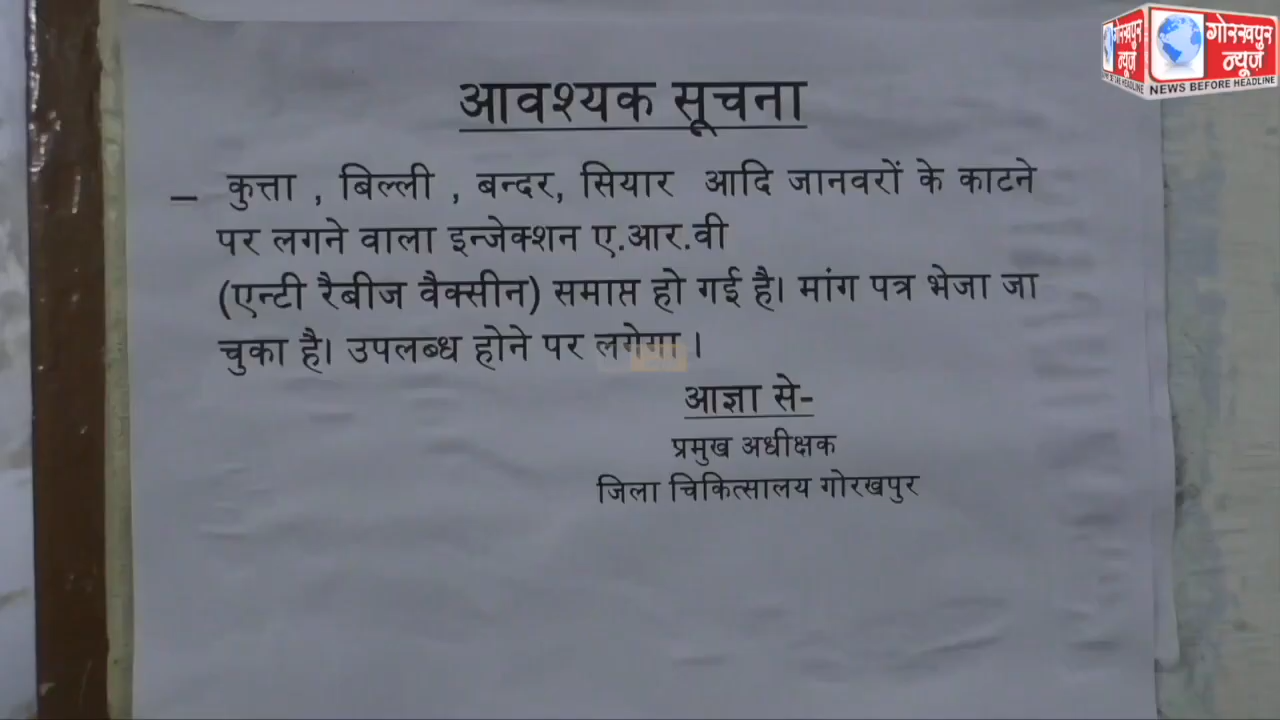 गोरखपुर न्यूज
NEWS BEFORE HEADLINE
आवश्यक सूचना
– कुत्ता , बिल्ली , बन्दर, सियार आदि जानवरों के काटने
पर लगने वाला इन्जेक्शन ए.आर.वी
(एन्टी रैबीज वैक्सीन) समाप्त हो गई है। मांग पत्र भेजा जा
चुका है। उपलब्ध होने पर लगेगा ।
आज्ञा से-
प्रमुख अधीक्षक
जिला चिकित्सालय गोरखपुर